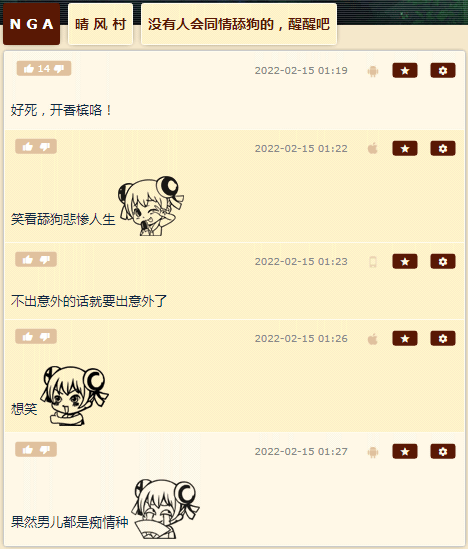 NGA 晴风村 没有人会同情舔狗的，醒醒吧
14 2022-02-15 01:19
好死，开香槟咯！
2022-02-15 01:22
笑看舔狗悲惨人生
2022-02-15 01:23
不出意外的话就要出意外了
2022-02-15 01:26
想笑
2022-02-15 01:27
果然男儿都是痴情种